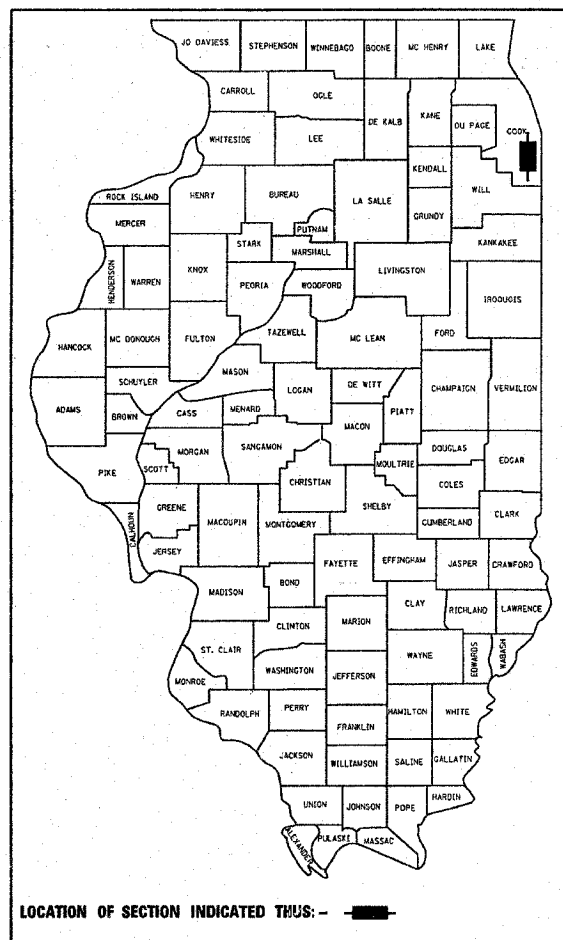 JO DAVIESS
STEPHENSON
WINNEBAGO
BOONE
MC HENRY
LAKE
CARROLL
OGLE
DE KALB
KANE
DU PAGE
COOK
WHITESIDE
LEE
KENDALL
WILL
ROCK ISLAND
HENRY
BUREAU
LA SALLE
GRUNDY
MERCER
PUTNAM
KANKAKEE
STARK
MARSHALL
HENDERSON
WARREN
KNOX
PEORIA
WOODFORD
LIVINGSTON
IROQUOIS
FORD
HANCOCK
MC DONOUGH
FULTON
TAZEWELL
MC LEAN
SCHUYLER
MASON
LOGAN
DE WITT
PIATT
CHAMPAIGN
VERMILION
ADAMS
BROWN
CASS
MENARD
MACON
SANGAMON
MORGAN
DOUGLAS
EDGAR
PIKE
SCOTT
CHRISTIAN
MOULTRIE
COLES
SHELBY
CALHOUN
GREENE
MACOUPIN
MONTGOMERY
CUMBERLAND
CLARK
JERSEY
FAYETTE
EFFINGHAM
JASPER
CRAWFORD
MADISON
BOND
CLAY
RICHLAND
LAWRENCE
CLINTON
MARION
ST. CLAIR
WAYNE
EDWARDS
WABASH
WASHINGTON
JEFFERSON
MONROE
RANDOLPH
PERRY
HAMILTON
WHITE
FRANKLIN
JACKSON
WILLIAMSON
SALINE
GALLATIN
HARDIN
UNION
JOHNSON
POPE
ALEXANDER
PULASKI
MASSAC
LOCATION OF SECTION INDICATED THUS: -